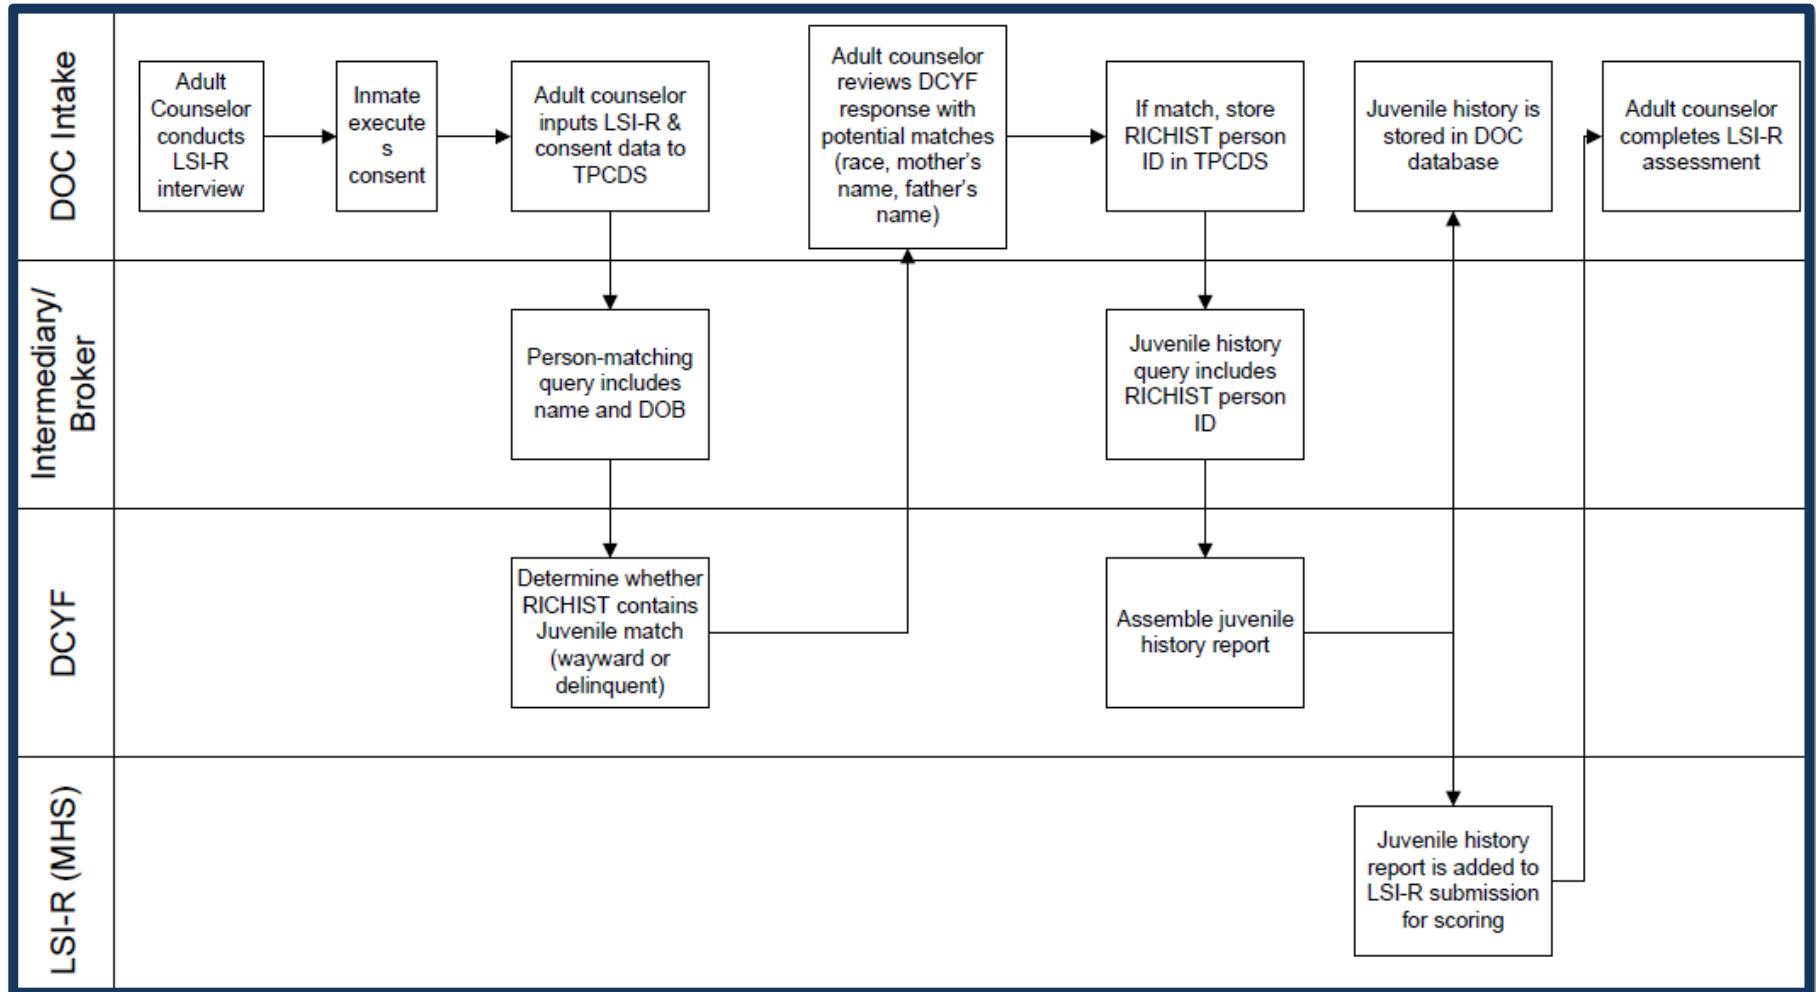 DOC Intake
Adult
Counselor
conducts
LSI-R
interview
Inmate
execute
s
consent
Adult counselor
inputs LSI-R &
consent data to
TPCDS
Adult counselor
reviews DCYF
response with
potential matches
(race, mother's
name, father's
name)
If match, store
RICHIST person
ID in TPCDS
Juvenile history is
stored in DOC
database
Adult counselor
completes LSI-R
assessment
Intermediary/
Broker
Person-matching
query includes
name and DOB
Juvenile history
query includes
RICHIST person
ID
DCYF
Determine whether
RICHIST contains
Juvenile match
(wayward or
delinquent)
Assemble juvenile
history report
LSI-R (MHS)
Juvenile history
report is added to
LSI-R submission
for scoring